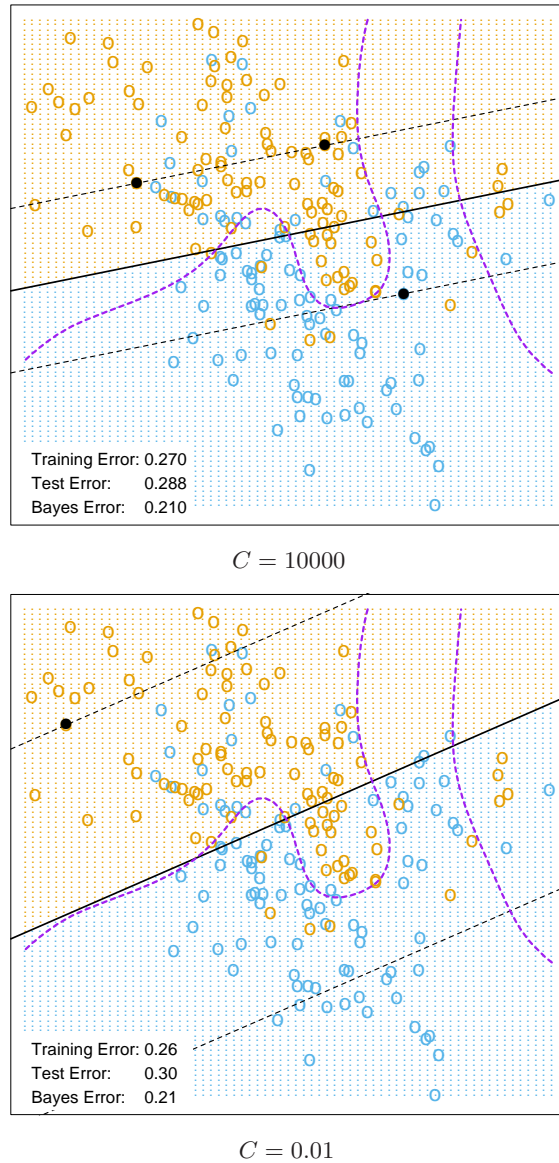 Training Error: 0.270
Test Error: 0.288
Bayes Error: 0.210
C = 10000
Training Error: 0.26
Test Error: 0.30
Bayes Error: 0.21
C = 0.01